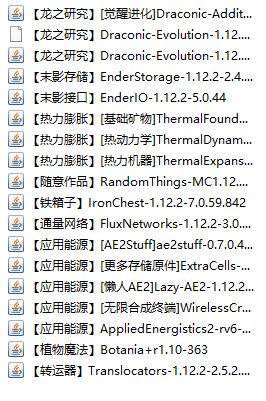 【龙之研究】[觉醒进化]Draconic-Addit...
【龙之研究】Draconic-Evolution-1.12....
【龙之研究】Draconic-Evolution-1.12....
【末影存储】EnderStorage-1.12.2-2.4....
【末影接口】EnderIO-1.12.2-5.0.44
【热力膨胀】[基础矿物]ThermalFound...
【热力膨胀】[热动力学]ThermalDynam...
【热力膨胀】[热力机器]ThermalExpans...
【随意作品】RandomThings-MC1.12....
【铁箱子】IronChest-1.12.2-7.0.59.842
【通量网络】FluxNetworks-1.12.2-3.0....
【应用能源】[AE2Stuff]ae2stuff-0.7.0.4...
【应用能源】[更多存储原件]ExtraCells-...
【应用能源】[懒人AE2]Lazy-AE2-1.12.2...
【应用能源】[无限合成终端]WirelessCr...
【应用能源】AppliedEnergistics2-rv6-...
【植物魔法】Botania+r1.10-363
【转运器】Translocators-1.12.2-2.5.2....